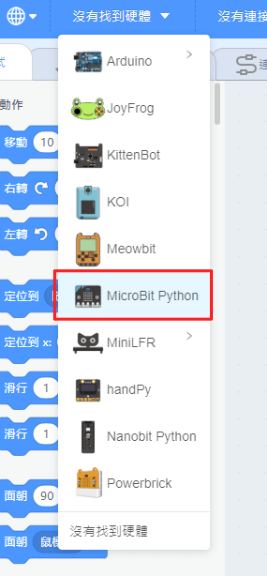 沒有找到硬體
沒有連接
式
動作
移動 10
右轉
左轉
定位到
定位到 x:
滑行 1
滑行 1
面朝 90
面朝
Arduino
JoyFrog
KittenBot
KOI
Meowbit
MicroBit Python
MiniLFR
handPy
Nanobit Python
Powerbrick
沒有找到硬體